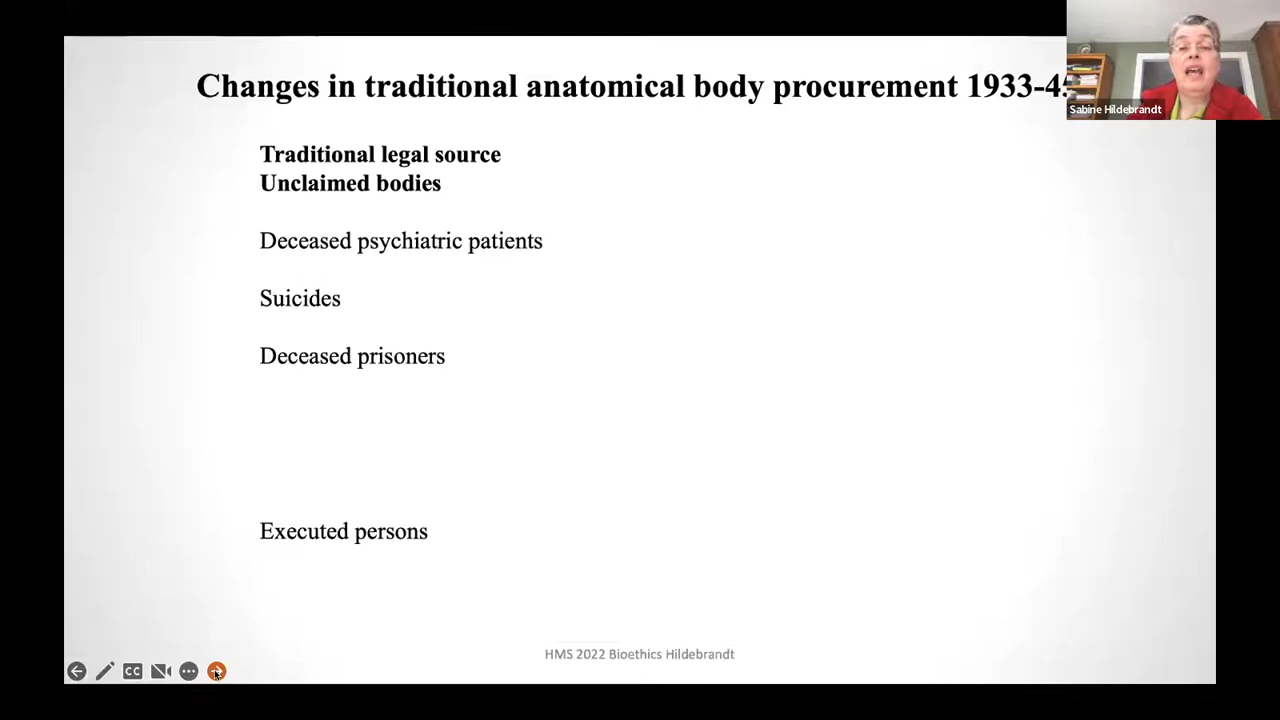 Changes in traditional anatomical body procurement 1933-4
Sabine Hildebrandt
Traditional legal source
Unclaimed bodies
Deceased psychiatric patients
Suicides
Deceased prisoners
Executed persons
HMS 2022 Bioethics Hildebrandt
CC